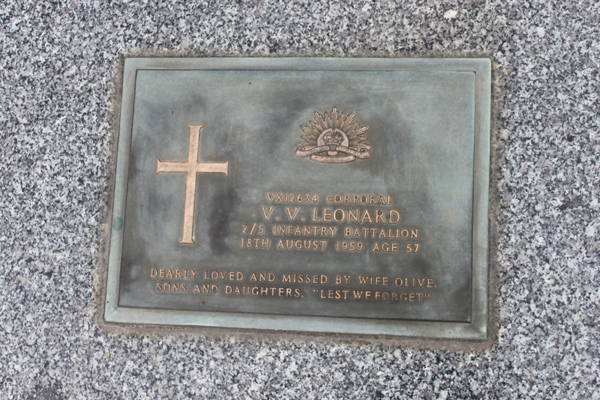 VX12634 CORPORAL
V. V. LEONARD
2/5 INFANTRY BATTALION
18TH AUGUST 1959 AGE 57
DEARLY LOVED AND MISSED BY WIFE OLIVE,
SONS AND DAUGHTERS. "LEST WE FORGET"